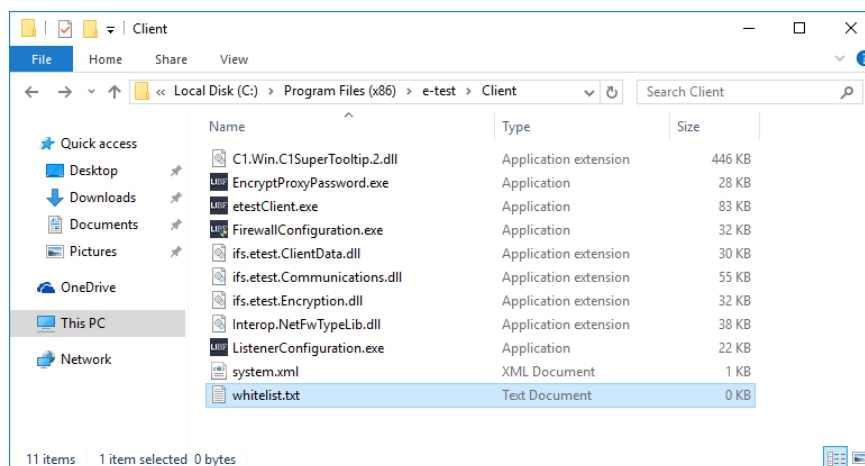 Client
File Home Share View
« Local Disk (C:) > Program Files (x86) > e-test > Client Search Client
Name Type Size
Quick access
Desktop
Downloads
Documents
Pictures
OneDrive
This PC
Network
C1.Win.C1SuperTooltip.2.dll Application extension 446 KB
LIBF EncryptProxyPassword.exe Application 28 KB
LIBF etestClient.exe Application 83 KB
FirewallConfiguration.exe Application 32 KB
ifs.etest.ClientData.dll Application extension 30 KB
ifs.etest.Communications.dll Application extension 55 KB
ifs.etest.Encryption.dll Application extension 32 KB
Interop.NetFwTypeLib.dll Application extension 38 KB
LIBF ListenerConfiguration.exe Application 22 KB
system.xml XML Document 1 KB
whitelist.txt Text Document 0 KB
11 items 1 item selected 0 bytes